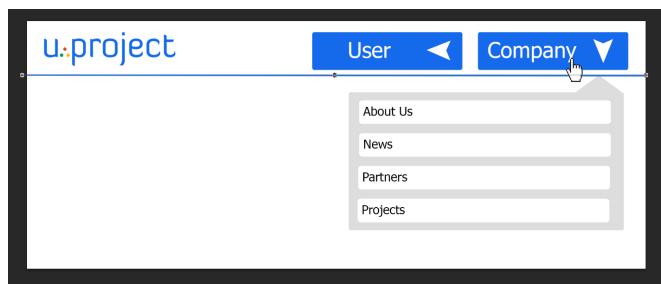 u:project
User
Company
About Us
News
Partners
Projects